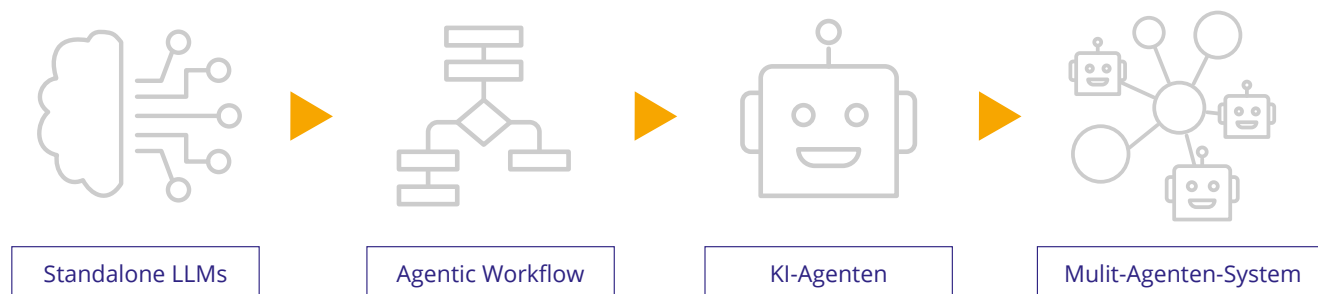 Standalone LLMs
Agentic Workflow
KI-Agenten
Mulit-Agenten-System